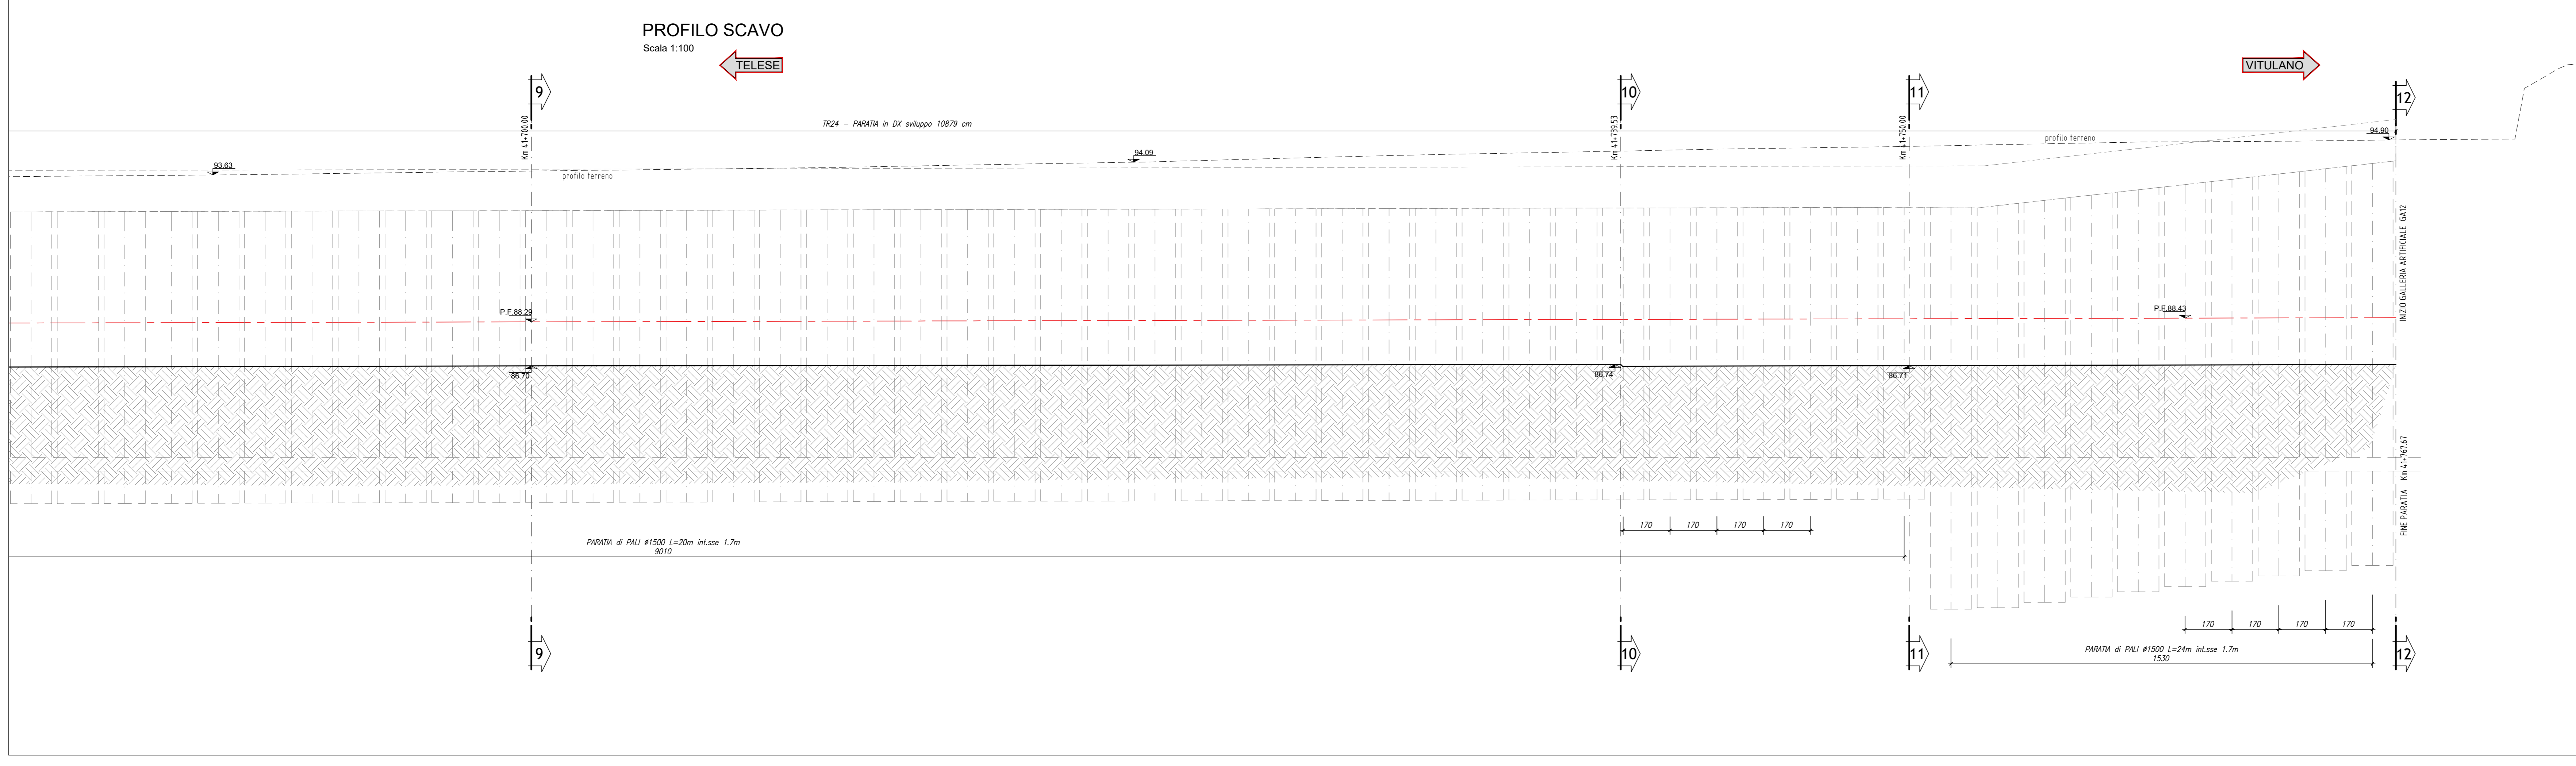 PROFILO SCAVO
Scala 1:100
TELESE
VITULANO
9
10
11
12
Km 41+700.00
Km 41+739.53
Km 41+750.00
TR24 - PARATIA in DX sviluppo 10879 cm
profilo terreno
94.90
93.63
94.09
profilo terreno
INIZIO GALLERIA ARTIFICIALE GA12
P.F.88.29
P.F.88.43
86.70
86.74
86.71
FINE PARATIA Km 41+767.67
170
170
170
170
PARATIA di PALI ø1500 L=20m int.sse 1.7m
9010
170
170
170
170
PARATIA di PALI ø1500 L=24m int.sse 1.7m
1530
9
10
11
12